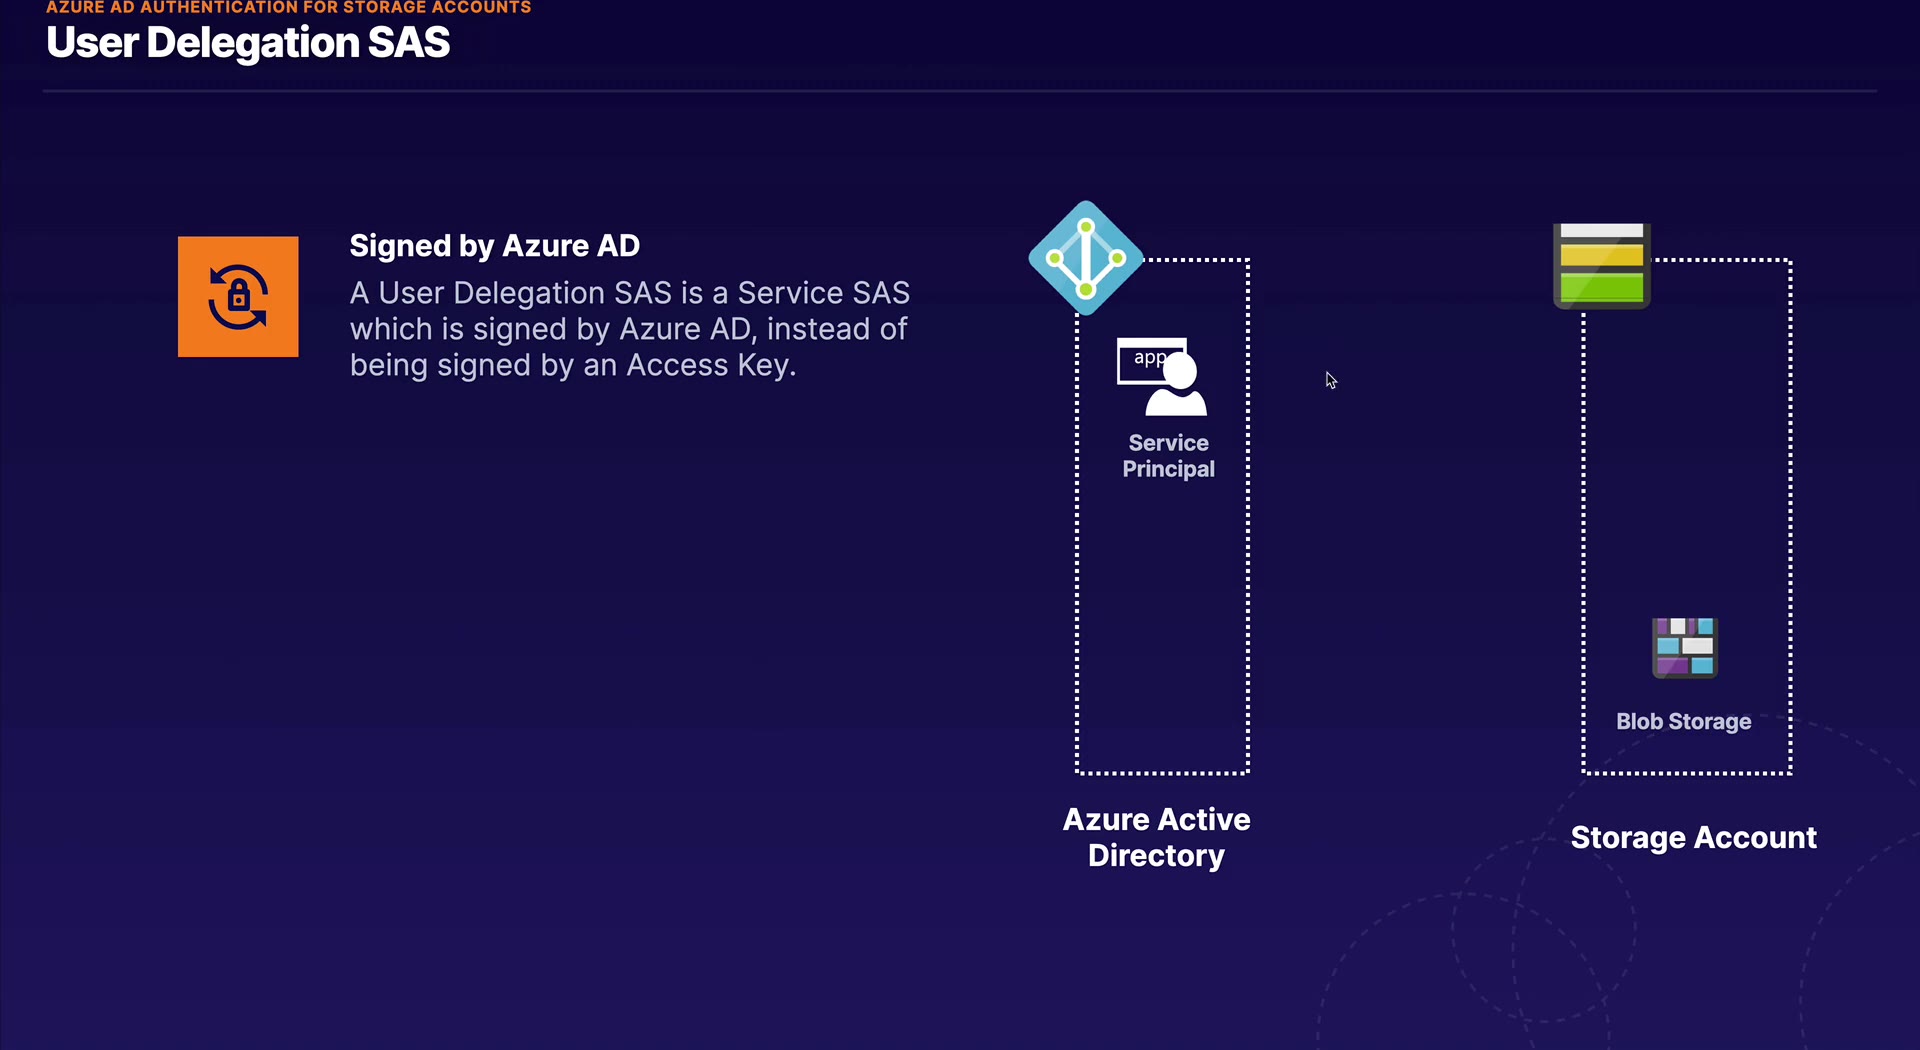 AZURE AD AUTHENTICATION FOR STORAGE ACCOUNTS
User Delegation SAS
Signed by Azure AD
A User Delegation SAS is a Service SAS
which is signed by Azure AD, instead of
being signed by an Access Key.
app
Service
Principal
Blob Storage
Azure Active
Directory
Storage Account